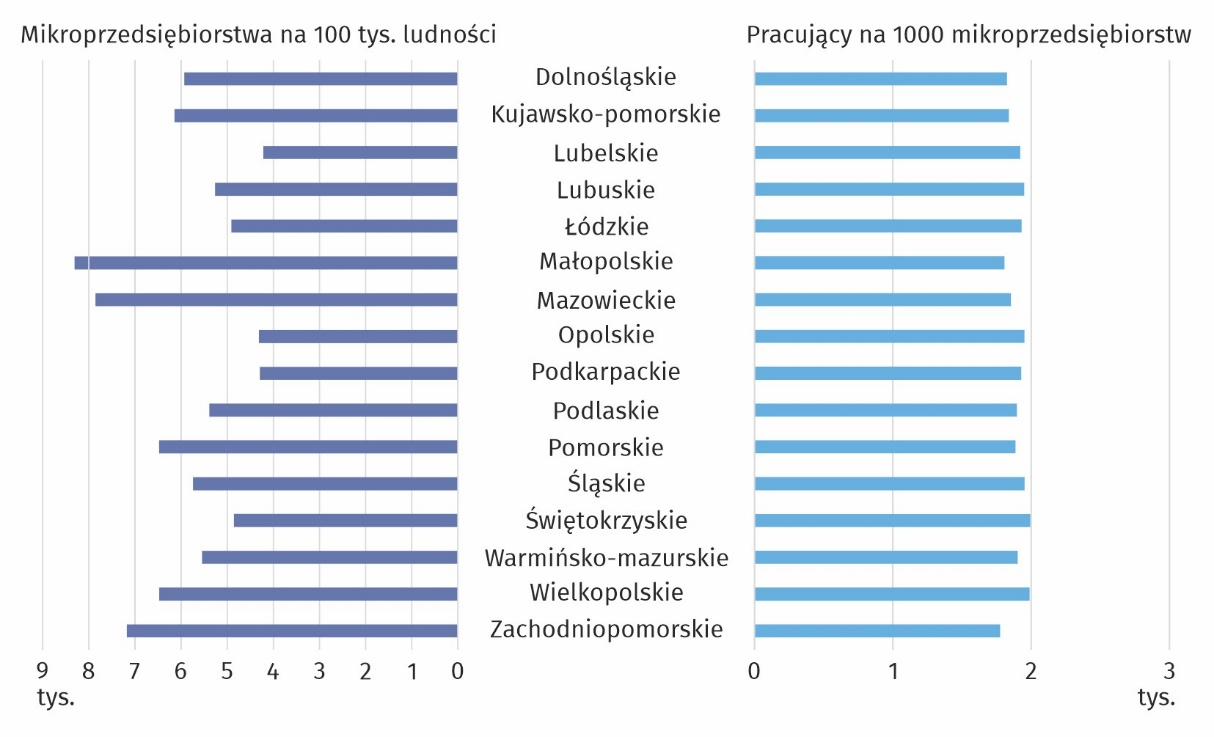 Mikroprzedsiębiorstwa na 100 tys. ludności
Pracujący na 1000 mikroprzedsiębiorstw
Dolnośląskie
Kujawsko-pomorskie
Lubelskie
Lubuskie
Łódzkie
Małopolskie
Mazowieckie
Opolskie
Podkarpackie
Podlaskie
Pomorskie
Śląskie
Świętokrzyskie
Warmińsko-mazurskie
Wielkopolskie
Zachodniopomorskie
9 8 7 6 5 4 3 2 1 0
tys.
0 1 2 3
tys.